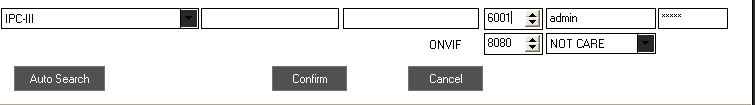 IPC-III 6001 admin *****
ONVIF 8080 NOT CARE
Auto Search Confirm Cancel